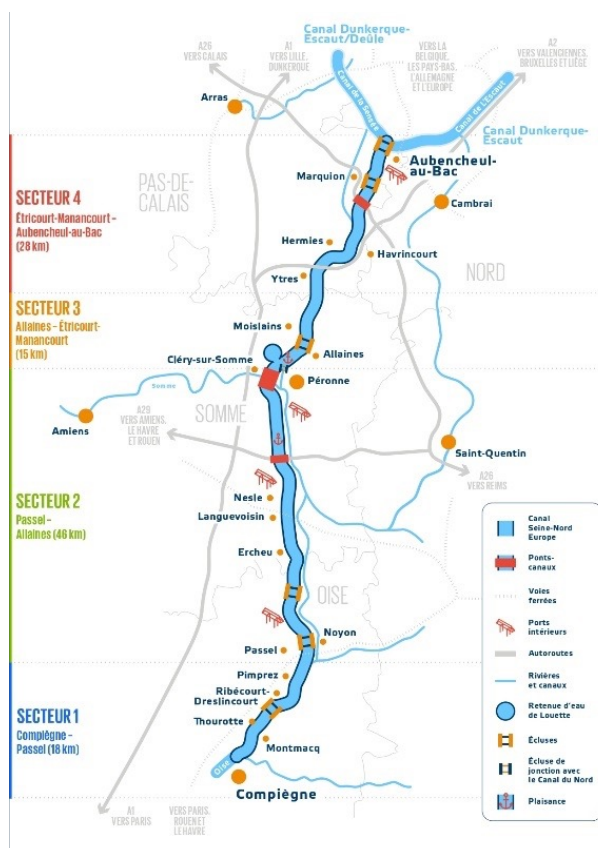 Canal Dunkerque-
Escaut/Deûle
A26
VERS CALAIS
A1
VERS LILLE,
DUNKERQUE
VERS LA
BELGIQUE,
LES PAYS-BAS,
L'ALLEMAGNE
ET L'EUROPE
A2
VERS VALENCIENNES,
BRUXELLES ET LIÈGE
Canal de la Sensée
Canal de L'Escaut
Canal Dunkerque-
Escaut
Arras
Aubencheul-
au-Bac
Marquion
Cambrai
PAS-DE-
CALAIS
SECTEUR 4
Étricourt-Manancourt –
Aubencheul-au-Bac
(28 km)
Hermies
Havrincourt
NORD
Ytres
SECTEUR 3
Allaines – Étricourt-
Manancourt
(15 km)
Moislains
Allaines
Cléry-sur-Somme
Péronne
Somme
SOMME
Amiens
A29
VERS AMIENS,
LE HAVRE
ET ROUEN
Saint-Quentin
A26
VERS REIMS
SECTEUR 2
Passel –
Allaines (46 km)
Nesle
Languevoisin
Ercheu
OISE
Noyon
Passel
SECTEUR 1
Compiègne –
Passel (18 km)
Pimprez
Ribécourt-
Dreslincourt
Thourotte
Montmacq
Oise
Compiègne
A1
VERS PARIS
VERS PARIS,
ROUEN ET
LE HAVRE
Canal
Seine-Nord
Europe
Ponts-
canaux
Voies
ferrées
Ports
intérieurs
Autoroutes
Rivières
et canaux
Retenue d'eau
de Louette
Écluses
Écluse de
jonction avec
le Canal du Nord
Plaisance